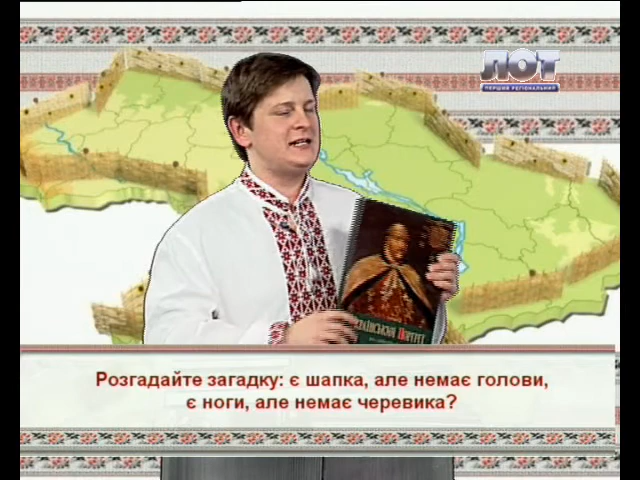 ЛОТ
ПЕРШИЙ РЕГІОНАЛЬНИЙ
Розгадайте загадку: є шапка, але немає голови,
є ноги, але немає черевика?